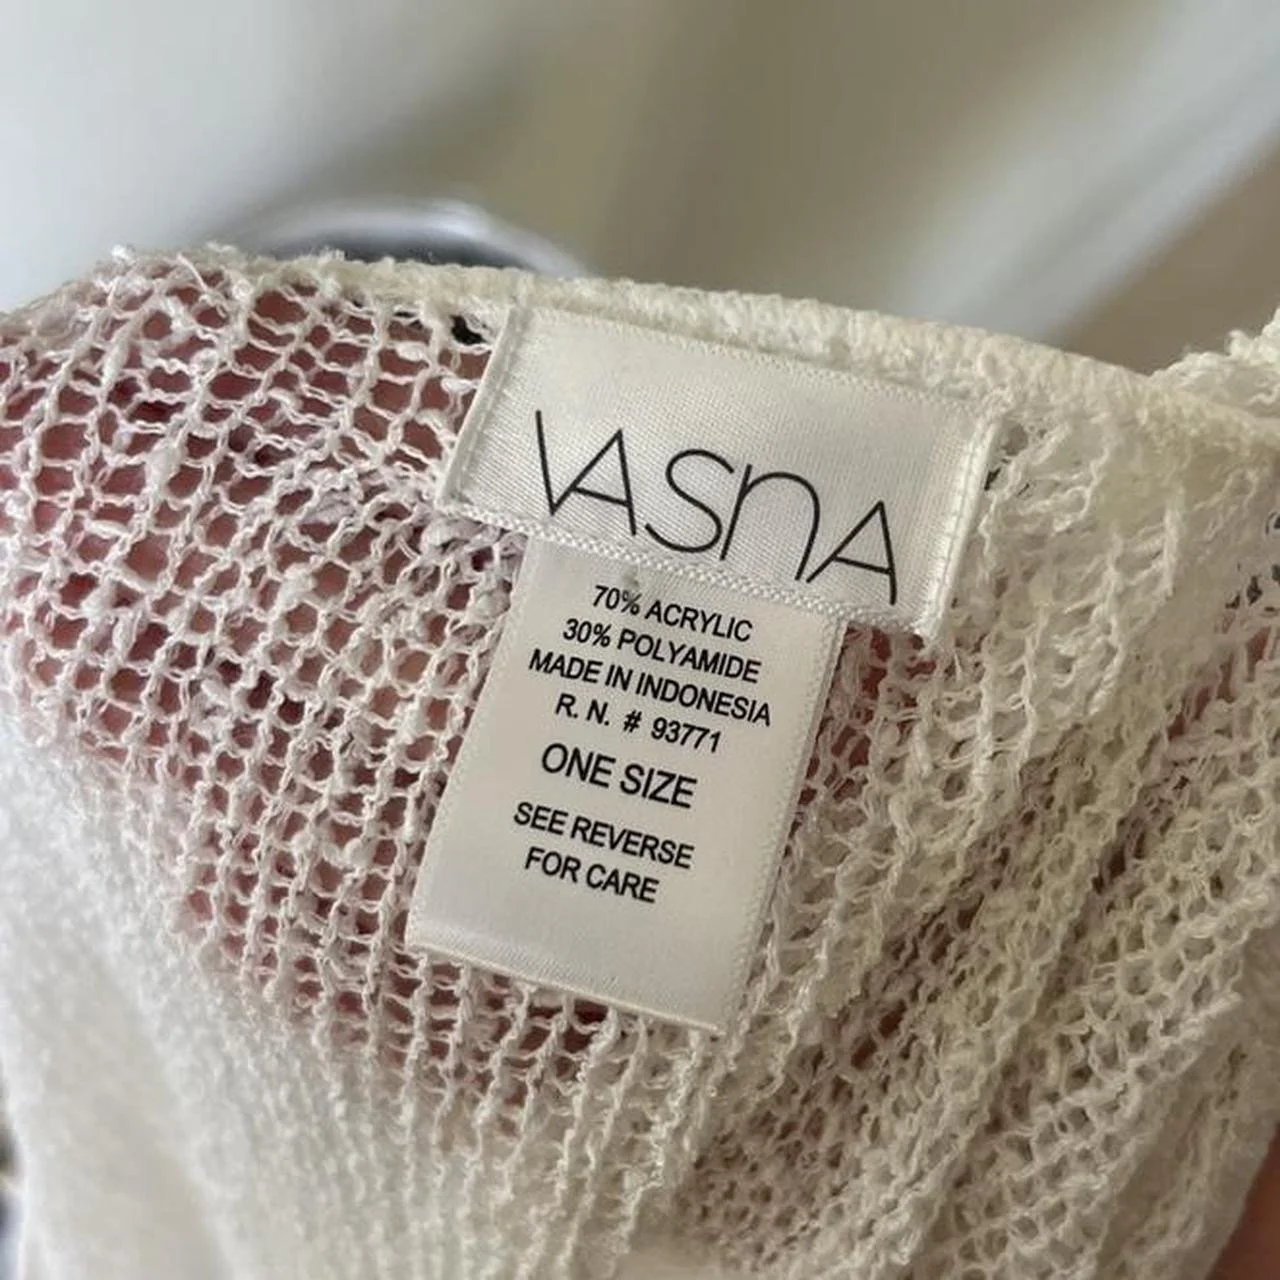 VASNA
70% ACRYLIC
30% POLYAMIDE
MADE IN INDONESIA
R. N. # 93771
ONE SIZE
SEE REVERSE
FOR CARE